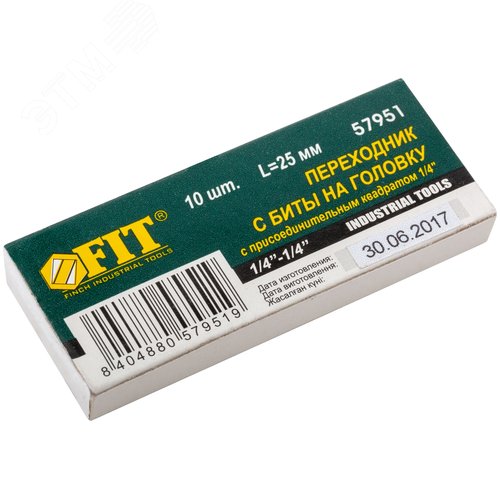 ЭТМ
FIT®
FINCH INDUSTRIAL TOOLS
10 шт.
L=25 мм
57951
ПЕРЕХОДНИК
С БИТЫ НА ГОЛОВКУ
с присоединительным квадратом 1/4"
1/4"-1/4"
INDUSTRIAL TOOLS
Дата изготовления:
Дата виготовлення:
Жасалған күні:
30.06.2017
8 404880 579519